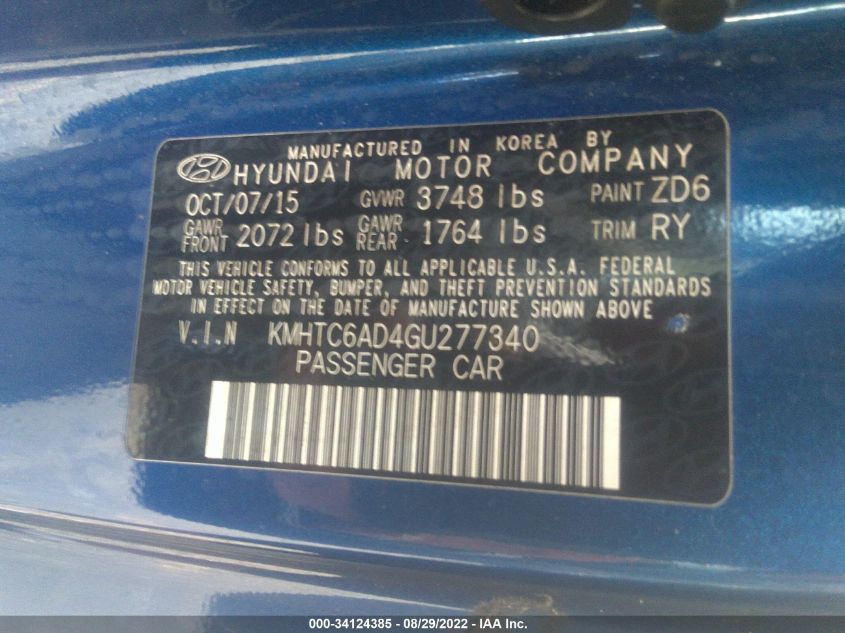 MANUFACTURED IN KOREA BY
HYUNDAI MOTOR COMPANY
OCT/07/15 GVWR 3748 lbs PAINT ZD6
GAWR FRONT 2072 lbs GAWR REAR 1764 lbs TRIM RY
THIS VEHICLE CONFORMS TO ALL APPLICABLE U.S.A. FEDERAL
MOTOR VEHICLE SAFETY, BUMPER, AND THEFT PREVENTION STANDARDS
IN EFFECT ON THE DATE OF MANUFACTURE SHOWN ABOVE
V.I.N KMHTC6AD4GU277340
PASSENGER CAR
000-34124385 - 08/29/2022 - IAA Inc.